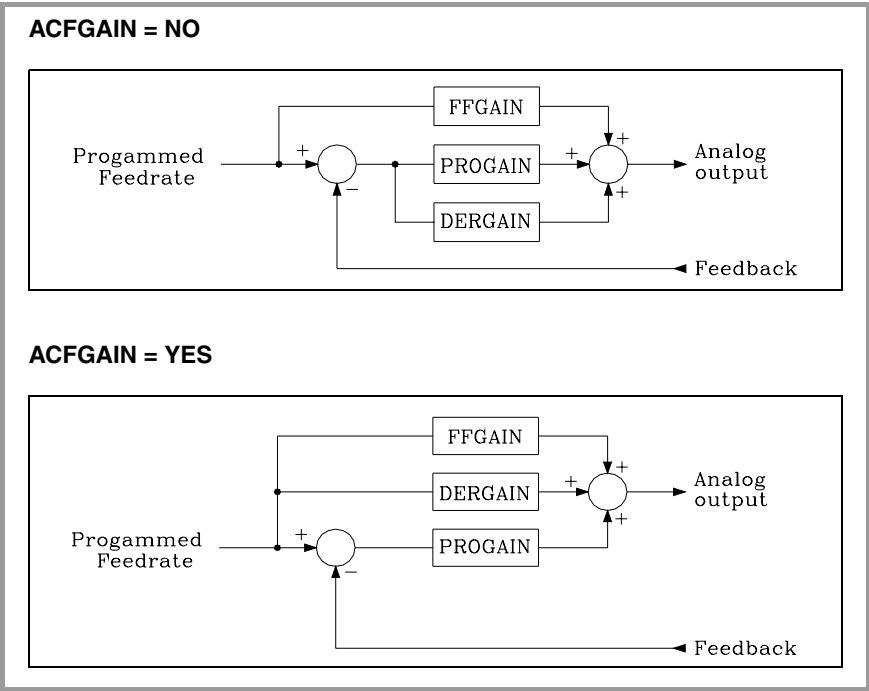 ACFGAIN = NO
FFGAIN
+
Progammed
Feedrate
+
−
PROGAIN
+
Analog
output
+
DERGAIN
Feedback
ACFGAIN = YES
FFGAIN
+
DERGAIN
+
Analog
output
+
Progammed
Feedrate
+
−
PROGAIN
Feedback